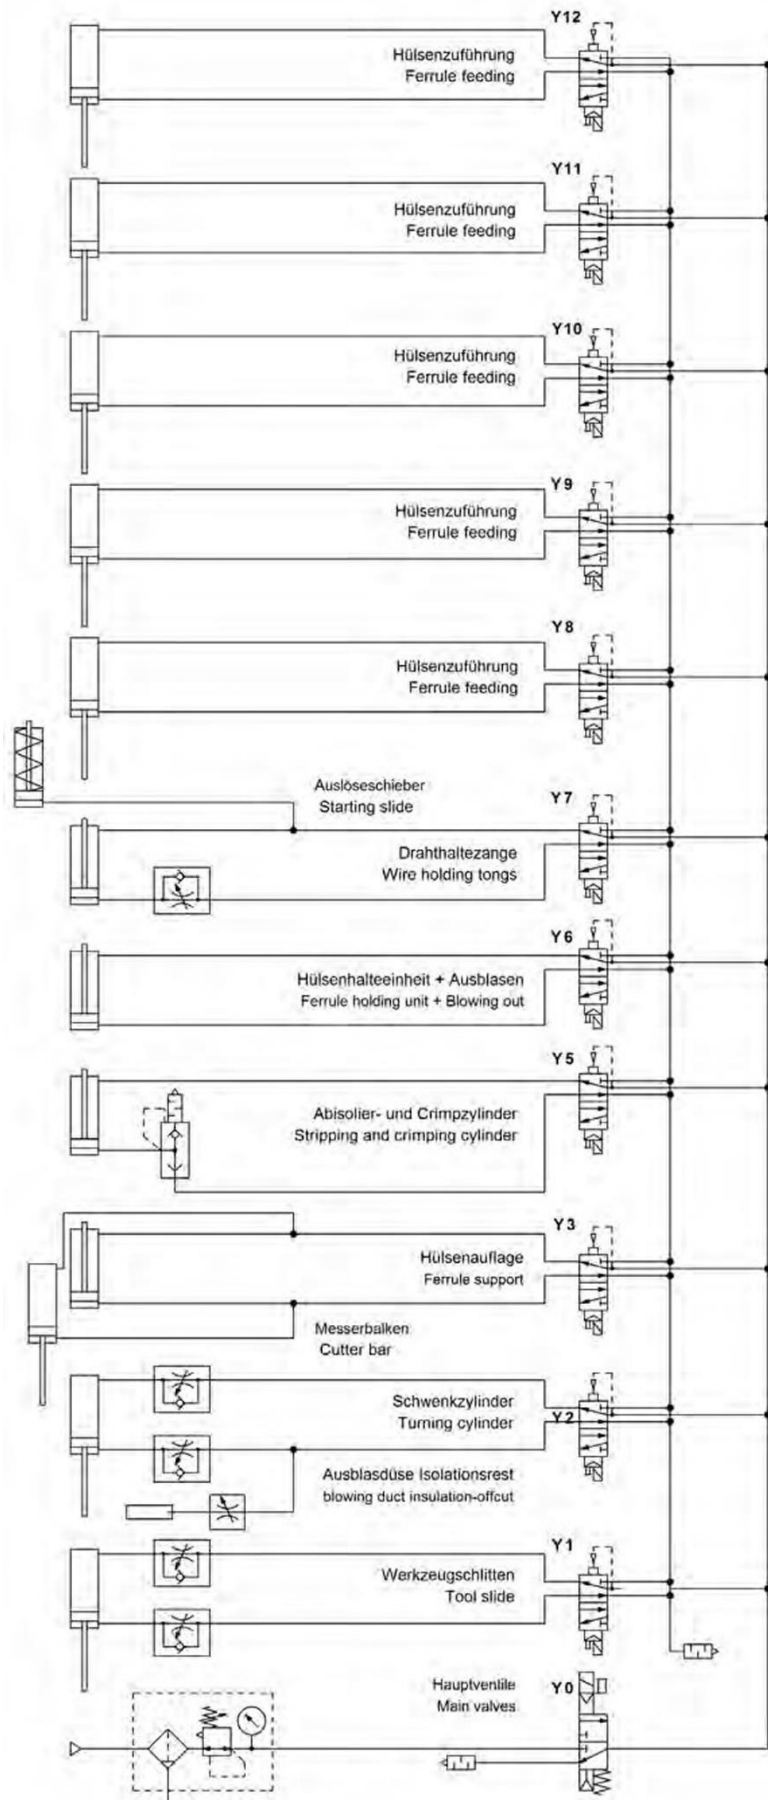 Y12
Hülsenzuführung
Ferrule feeding
Y11
Hülsenzuführung
Ferrule feeding
Y10
Hülsenzuführung
Ferrule feeding
Y9
Hülsenzuführung
Ferrule feeding
Y8
Hülsenzuführung
Ferrule feeding
Auslöseschieber
Starting slide
Y7
Drahthaltezange
Wire holding tongs
Y6
Hülsenhalteeinheit + Ausblasen
Ferrule holding unit + Blowing out
Y5
Abisolier- und Crimpzylinder
Stripping and crimping cylinder
Y3
Hülsenauflage
Ferrule support
Messerbalken
Cutter bar
Schwenkzylinder
Turning cylinder
Y2
Ausblasdüse Isolationsrest
blowing duct insulation-offcut
Y1
Werkzeugschlitten
Tool slide
Hauptventile
Main valves
Y0